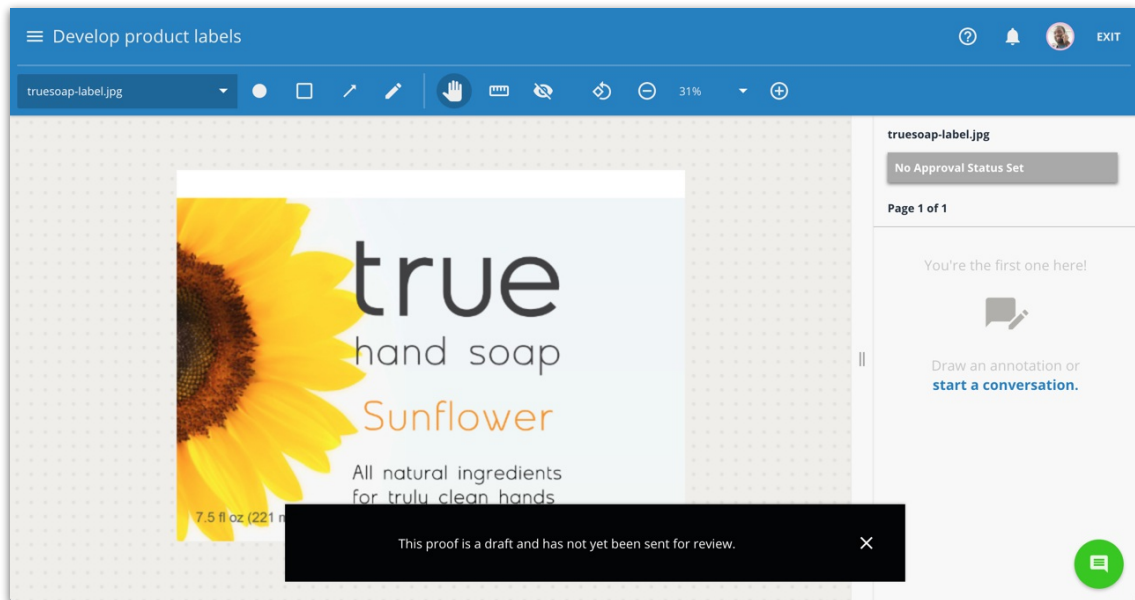 Develop product labels
EXIT
truesoap-label.jpg
31%
truesoap-label.jpg
No Approval Status Set
Page 1 of 1
You're the first one here!
Draw an annotation or
start a conversation.
true
hand soap
Sunflower
All natural ingredients
for truly clean hands
7.5 fl oz (221
This proof is a draft and has not yet been sent for review.